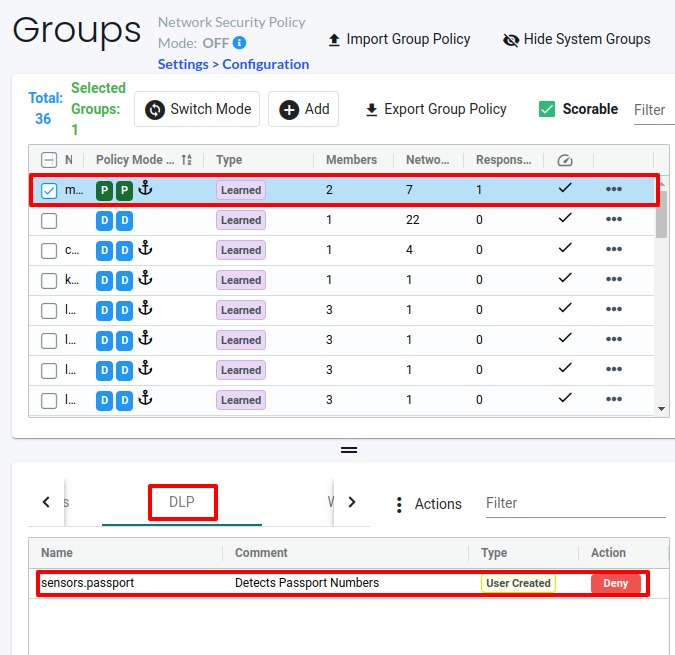 Groups
Network Security Policy
Mode: OFF
Settings > Configuration
Import Group Policy
Hide System Groups
Total: 36
Selected Groups: 1
Switch Mode
Add
Export Group Policy
Scorable
Filter
N Policy Mode ... Type Members Netwo... Respons...
m... P P Learned 2 7 1
D D Learned 1 22 0
c... D D Learned 1 4 0
k... D D Learned 1 1 0
l... D D Learned 3 1 0
l... D D Learned 3 1 0
l... D D Learned 3 1 0
l... D D Learned 3 1 0
s DLP W Actions Filter
Name Comment Type Action
sensors.passport Detects Passport Numbers User Created Deny